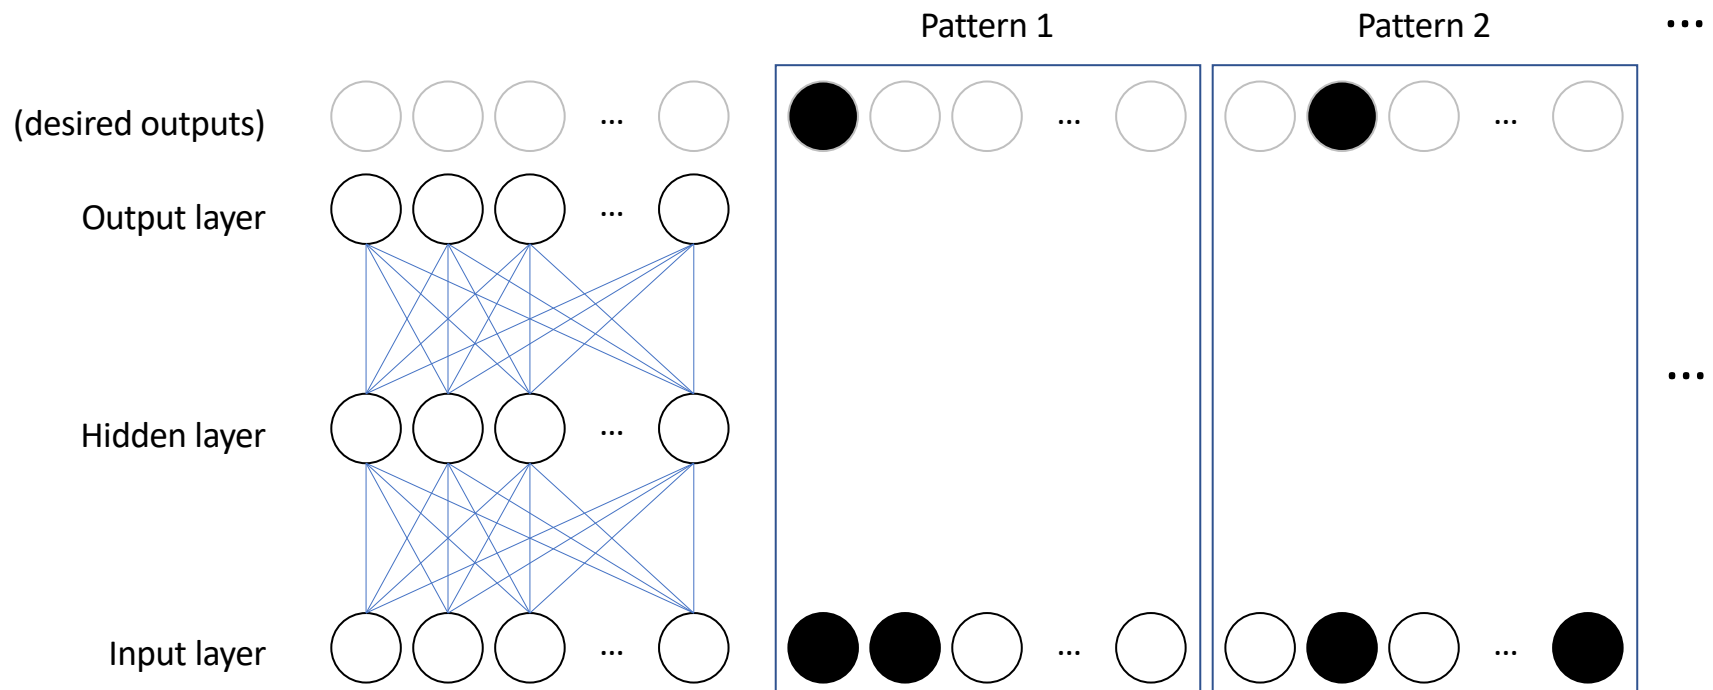 Pattern 1
Pattern 2
...
(desired outputs)
...
...
...
Output layer
...
...
Hidden layer
...
Input layer
...
...
...